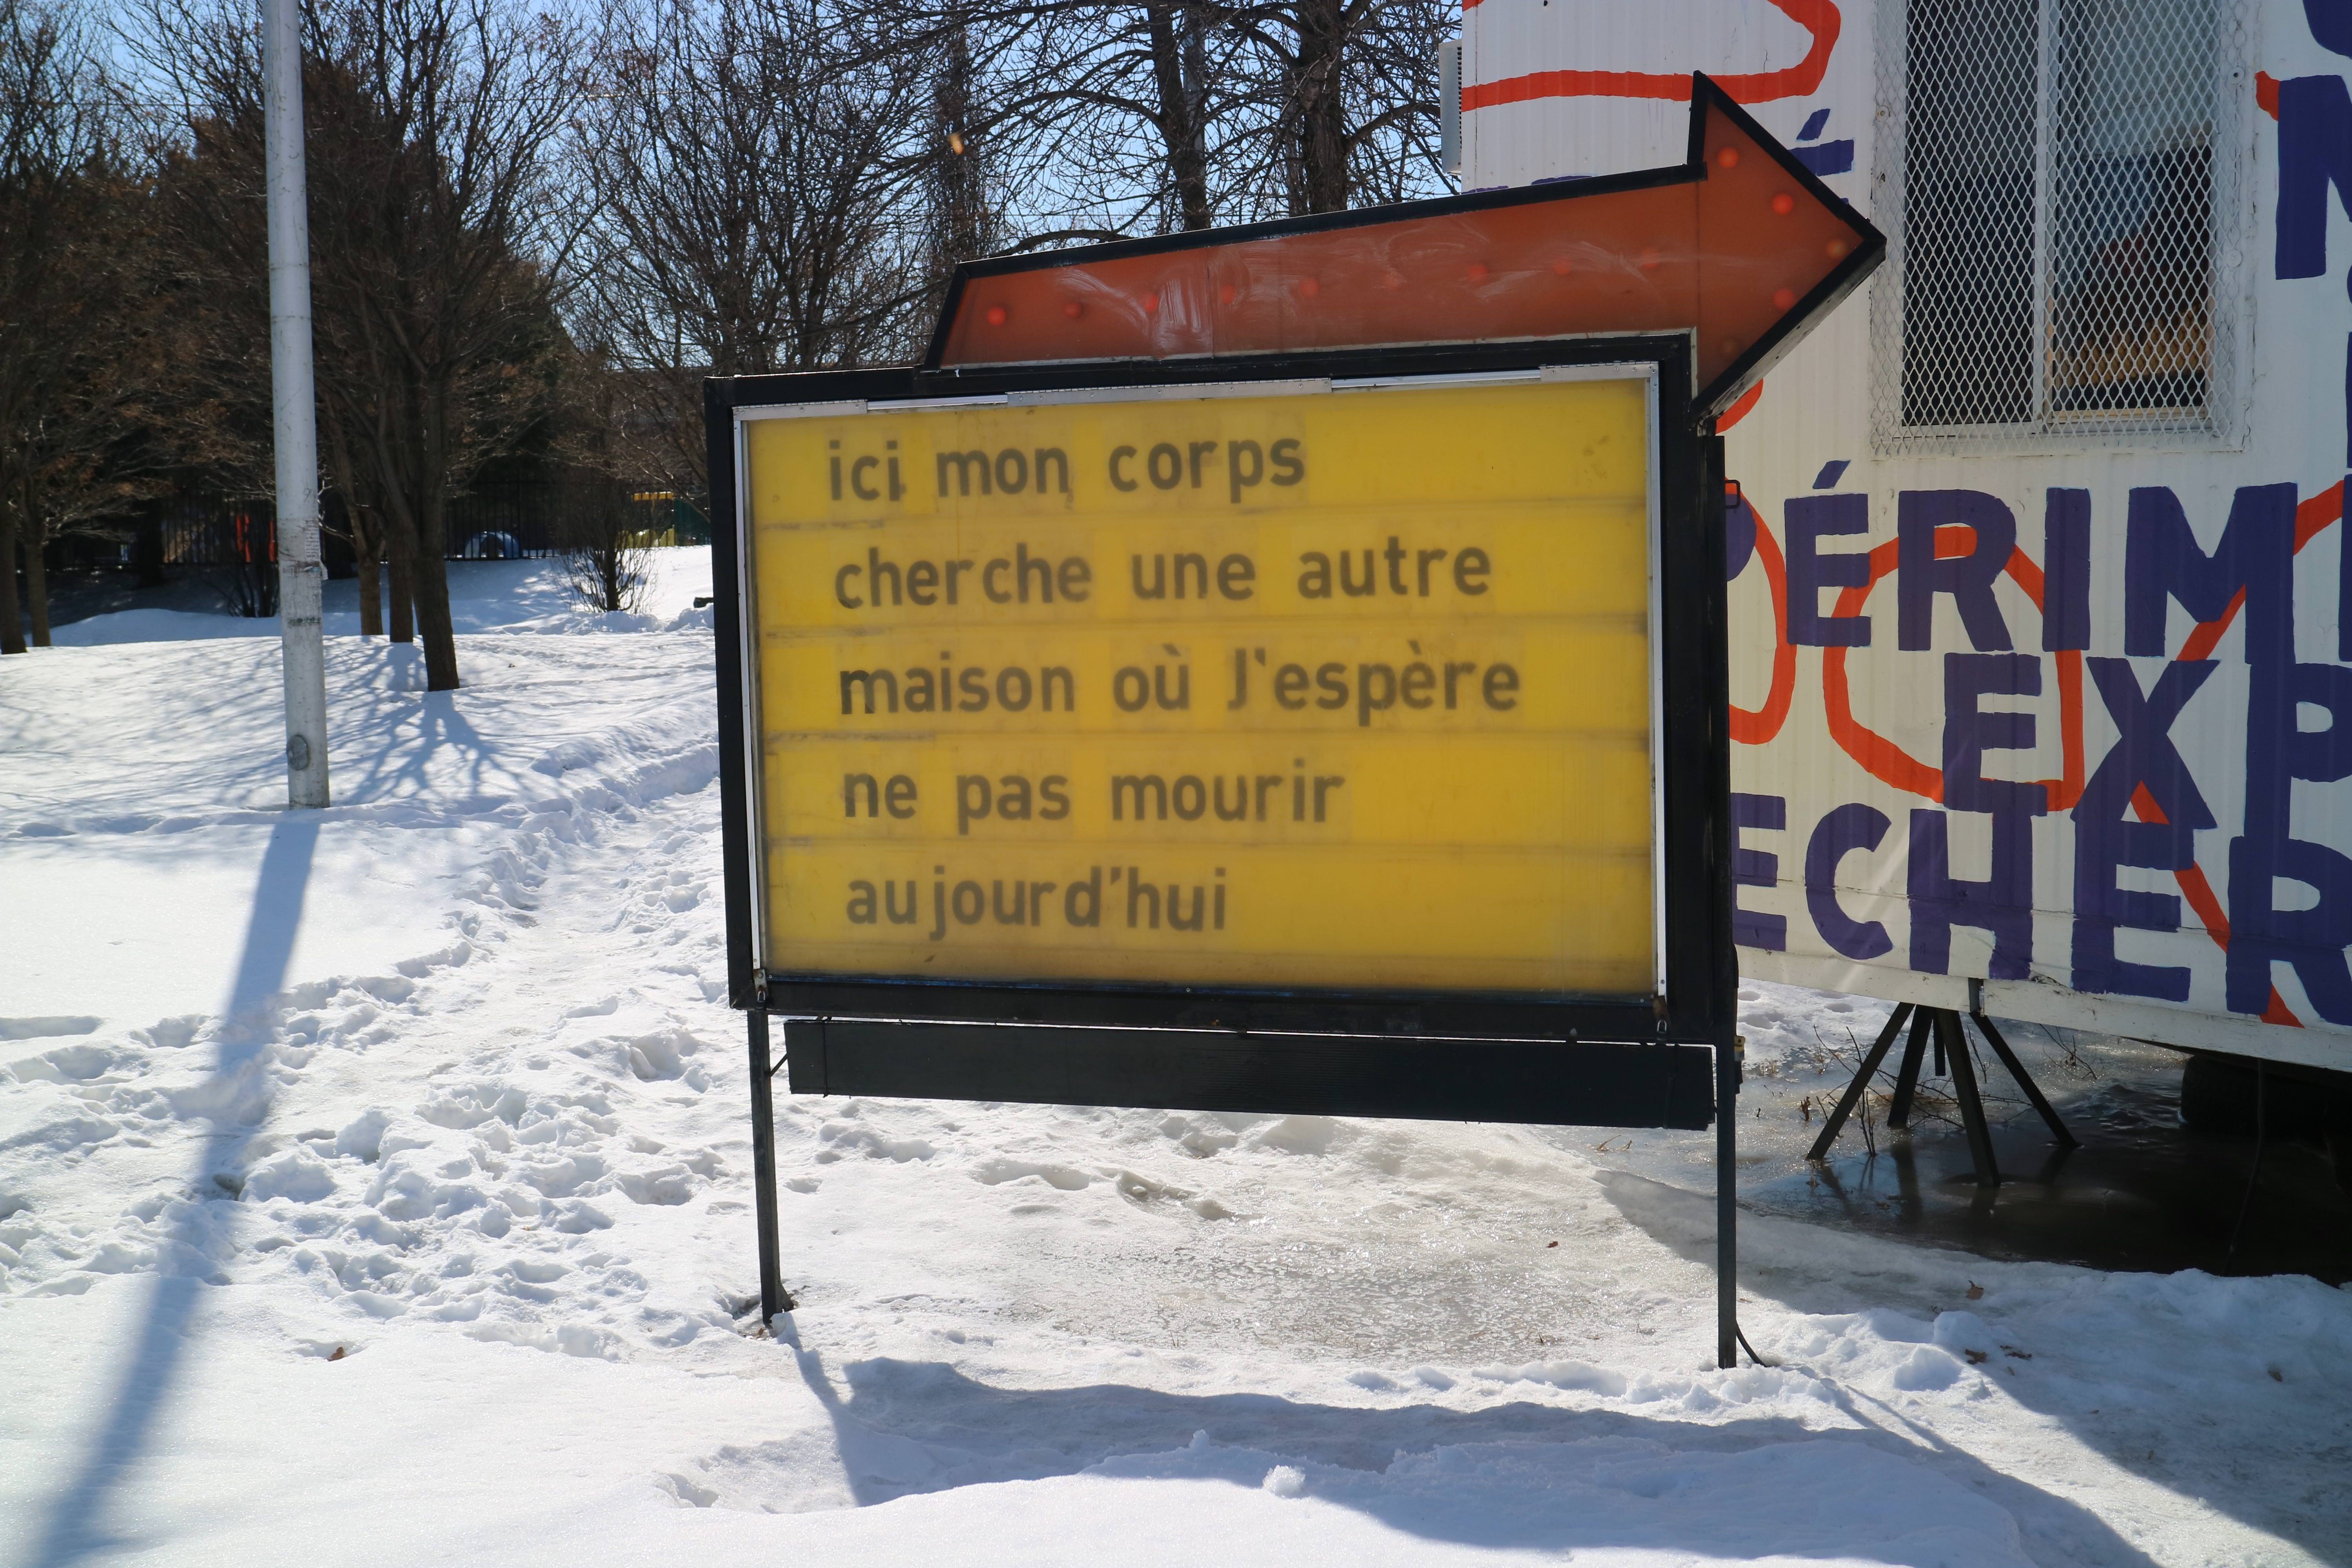 ici mon corps
cherche une autre
maison où J'espère
ne pas mourir
aujourd'hui